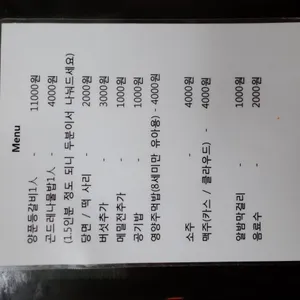 Menu
양푼등갈비1인 - 11000원
곤드레나물밥1인 - 4000원
(1.5인분 정도 되니 두분이서 나눠드세요)
당면 / 떡 사리 - 2000원
버섯추가 - 3000원
메밀전추가 - 1000원
공기밥 - 1000원
영양주먹밥(8세미만 유아용) - 4000원
소주 - 4000원
맥주(카스 / 클라우드) - 4000원
알밤막걸리 - 1000원
음료수 - 2000원